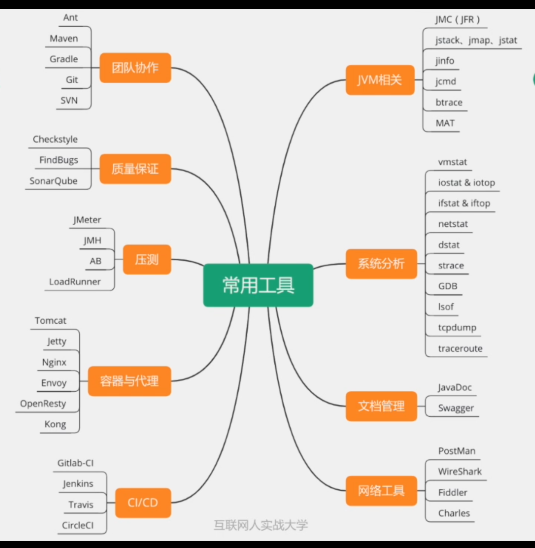 常用工具
团队协作
Ant
Maven
Gradle
Git
SVN
质量保证
Checkstyle
FindBugs
SonarQube
压测
JMeter
JMH
AB
LoadRunner
容器与代理
Tomcat
Jetty
Nginx
Envoy
OpenResty
Kong
CI/CD
Gitlab-CI
Jenkins
Travis
CircleCI
JVM相关
JMC ( JFR )
jstack、jmap、jstat
jinfo
jcmd
btrace
MAT
系统分析
vmstat
iostat & iotop
ifstat & iftop
netstat
dstat
strace
GDB
lsof
tcpdump
traceroute
文档管理
JavaDoc
Swagger
网络工具
PostMan
WireShark
Fiddler
Charles
互联网人实战大学